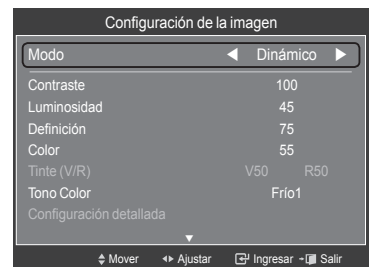 Configuración de la imagen
Modo ◄ Dinámico ►
Contraste 100
Luminosidad 45
Definición 75
Color 55
Tinte (V/R) V50 R50
Tono Color Frío1
Configuración detallada
▼
Mover Ajustar Ingresar Salir